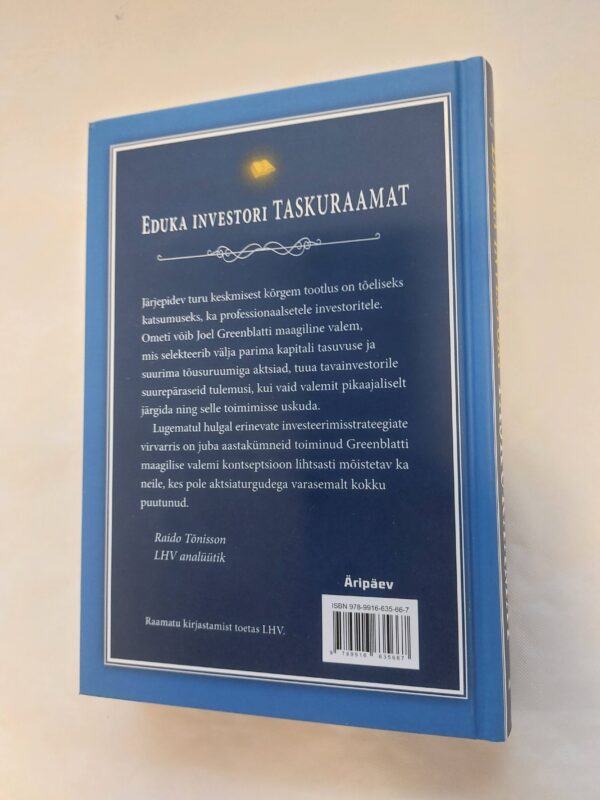 EDUKA INVESTORI TASKURAAMAT
Järjepidev turu keskmisest kõrgem tootlus on tõeliseks
katsumuseks, ka professionaalsetele investoritele.
Ometi võib Joel Greenblatti maagiline valem,
mis selekteerib välja parima kapitali tasuvuse ja
suurima tõusuruumiga aktsiad, tuua tavainvestorile
suurepäraseid tulemusi, kui vaid valemit pikaajaliselt
järgida ning selle toimimisse uskuda.
Lugematul hulgal erinevate investeerimisstrateegiate
virvarris on juba aastakümneid toiminud Greenblatti
maagilise valemi kontseptsioon lihtsasti mõistetav ka
neile, kes pole aktsiaturgudega varasemalt kokku
puutunud.
Raido Tõnisson
LHV analüütik
Äripäev
ISBN 978-9916-635-66-7
9 789916 635667
Raamatu kirjastamist toetas LHV.